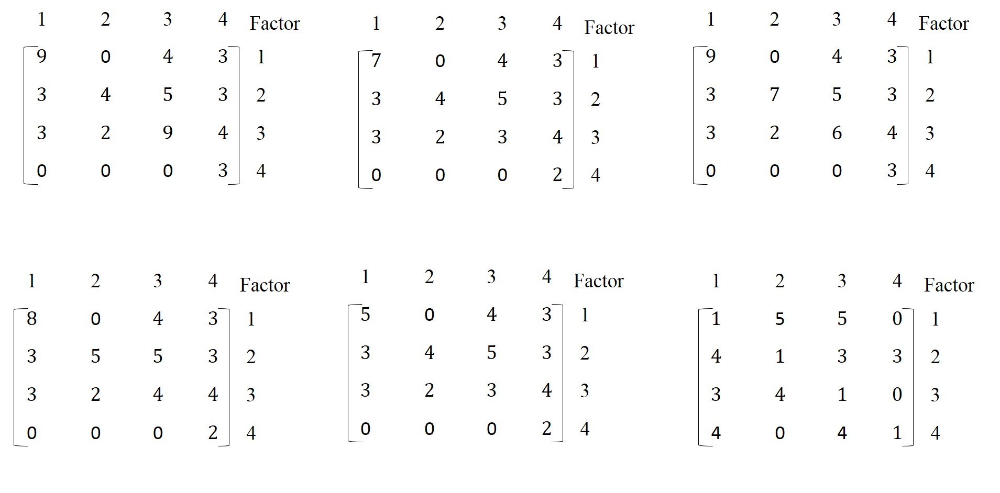 1 2 3 4 Factor
9 0 4 3 1
3 4 5 3 2
3 2 9 4 3
0 0 0 3 4
1 2 3 4 Factor
7 0 4 3 1
3 4 5 3 2
3 2 3 4 3
0 0 0 2 4
1 2 3 4 Factor
9 0 4 3 1
3 7 5 3 2
3 2 6 4 3
0 0 0 3 4
1 2 3 4 Factor
8 0 4 3 1
3 5 5 3 2
3 2 4 4 3
0 0 0 2 4
1 2 3 4 Factor
5 0 4 3 1
3 4 5 3 2
3 2 3 4 3
0 0 0 2 4
1 2 3 4 Factor
1 5 5 0 1
4 1 3 3 2
3 4 1 0 3
4 0 4 1 4